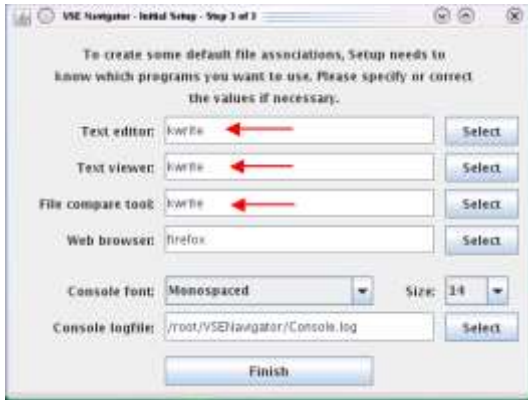 VSE Navigator - Initial Setup - Step 3 of 3
To create some default file associations, Setup needs to
know which programs you want to use. Please specify or correct
the values if necessary.
Text editor: kwrite Select
Text viewer: kwrite Select
File compare tool: kwrite Select
Web browser: firefox Select
Console font: Monospaced Size: 14
Console logfile: /root/VSENavigator/Console.log Select
Finish